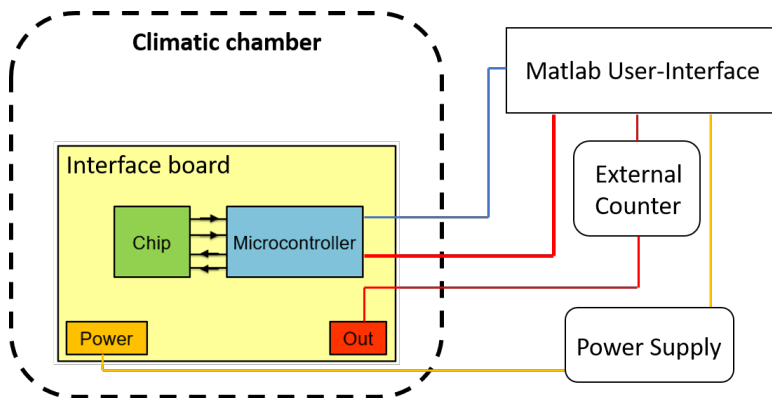 Climatic chamber
Matlab User-Interface
Interface board
External
Counter
Chip
Microcontroller
Power
Out
Power Supply